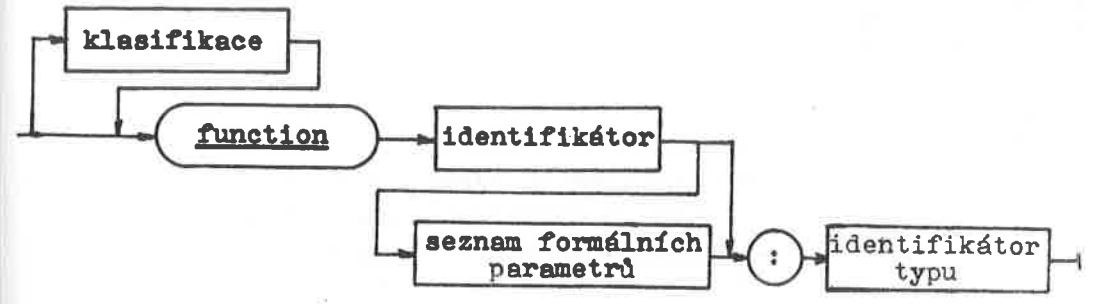 klasifikace
function
identifikátor
seznam formálních
parametrů
:
identifikátor
typu